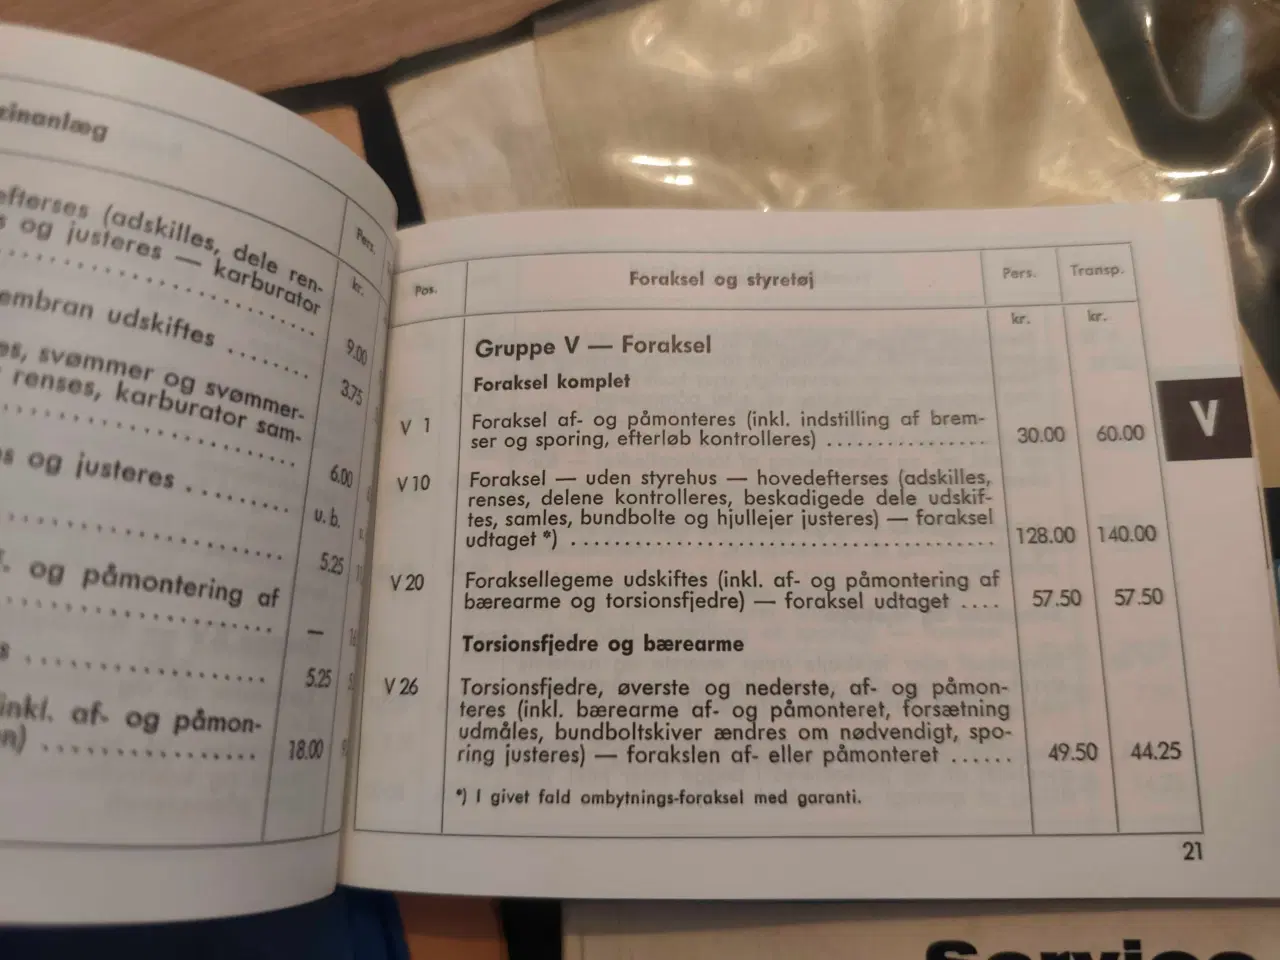 zinanlæg
Pers.
kr.
efterses (adskilles, dele ren-
s og justeres — karburator
9.00
embran udskiftes ........
3.75
es, svømmer og svømmer-
renses, karburator sam-
6.00
s og justeres ........
u. b.
5.25
f. og påmontering af
—
s ........
5.25
inkl. af- og påmon-
en) ........
18.00
Pos.
Foraksel og styretøj
Pers.
Transp.
kr.
kr.
Gruppe V — Foraksel
Foraksel komplet
V 1
Foraksel af- og påmonteres (inkl. indstilling af brem-
ser og sporing, efterløb kontrolleres) ................ 30.00 60.00
V 10
Foraksel — uden styrehus — hovedefterses (adskilles,
renses, delene kontrolleres, beskadigede dele udskif-
tes, samles, bundbolte og hjullejer justeres) — foraksel
udtaget *) ........................................ 128.00 140.00
V 20
Foraksellegeme udskiftes (inkl. af- og påmontering af
bærearme og torsionsfjedre) — foraksel udtaget .... 57.50 57.50
Torsionsfjedre og bærearme
V 26
Torsionsfjedre, øverste og nederste, af- og påmon-
teres (inkl. bærearme af- og påmonteret, forsætning
udmåles, bundboltskiver ændres om nødvendigt, spo-
ring justeres) — forakslen af- eller påmonteret ...... 49.50 44.25
*) I givet fald ombytnings-foraksel med garanti.
21
V
Service